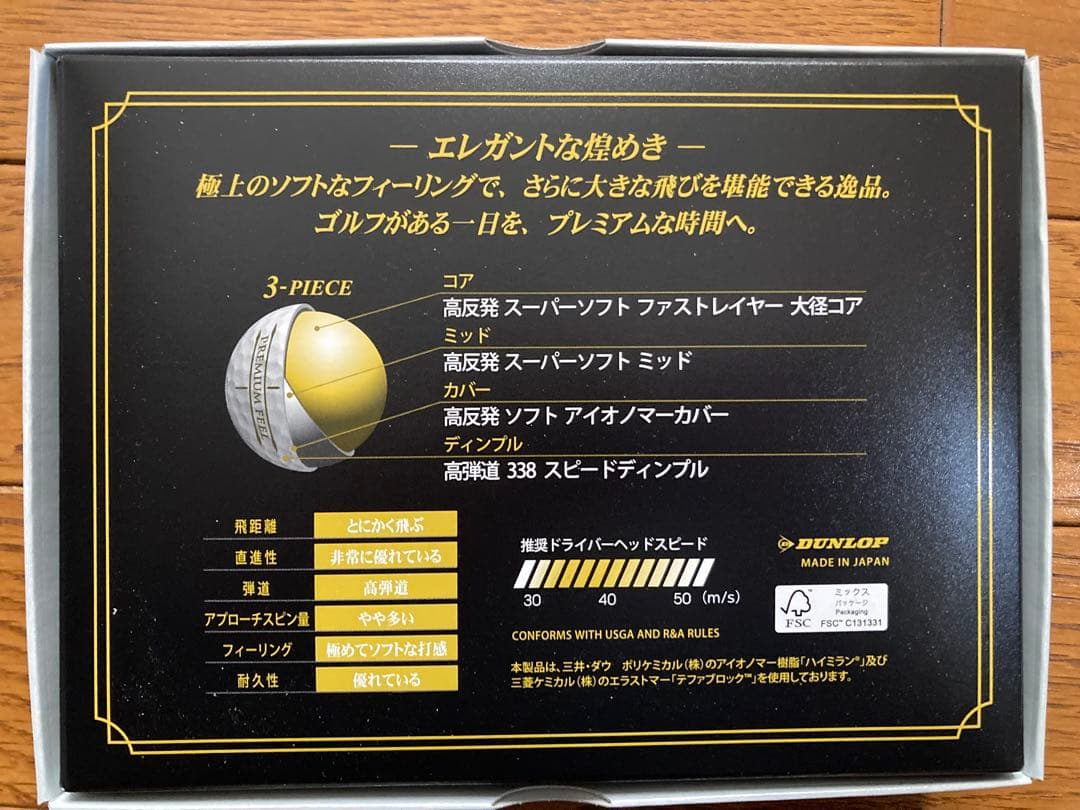 ― エレガントな煌めき ―
極上のソフトなフィーリングで、さらに大きな飛びを堪能できる逸品。
ゴルフがある一日を、プレミアムな時間へ。
3-PIECE
PREMIUM FEEL
コア
高反発 スーパーソフト ファストレイヤー 大径コア
ミッド
高反発 スーパーソフト ミッド
カバー
高反発 ソフト アイオノマーカバー
ディンプル
高弾道 338 スピードディンプル
飛距離 とにかく飛ぶ
直進性 非常に優れている
弾道 高弾道
アプローチスピン量 やや多い
フィーリング 極めてソフトな打感
耐久性 優れている
推奨ドライバーヘッドスピード
30 40 50 (m/s)
CONFORMS WITH USGA AND R&A RULES
DUNLOP
MADE IN JAPAN
FSC
ミックス
パッケージ
Packaging
FSC™ C131331
本製品は、三井・ダウ ポリケミカル(株)のアイオノマー樹脂「ハイミラン®」及び
三菱ケミカル(株)のエラストマー「テファブロック™」を使用しております。